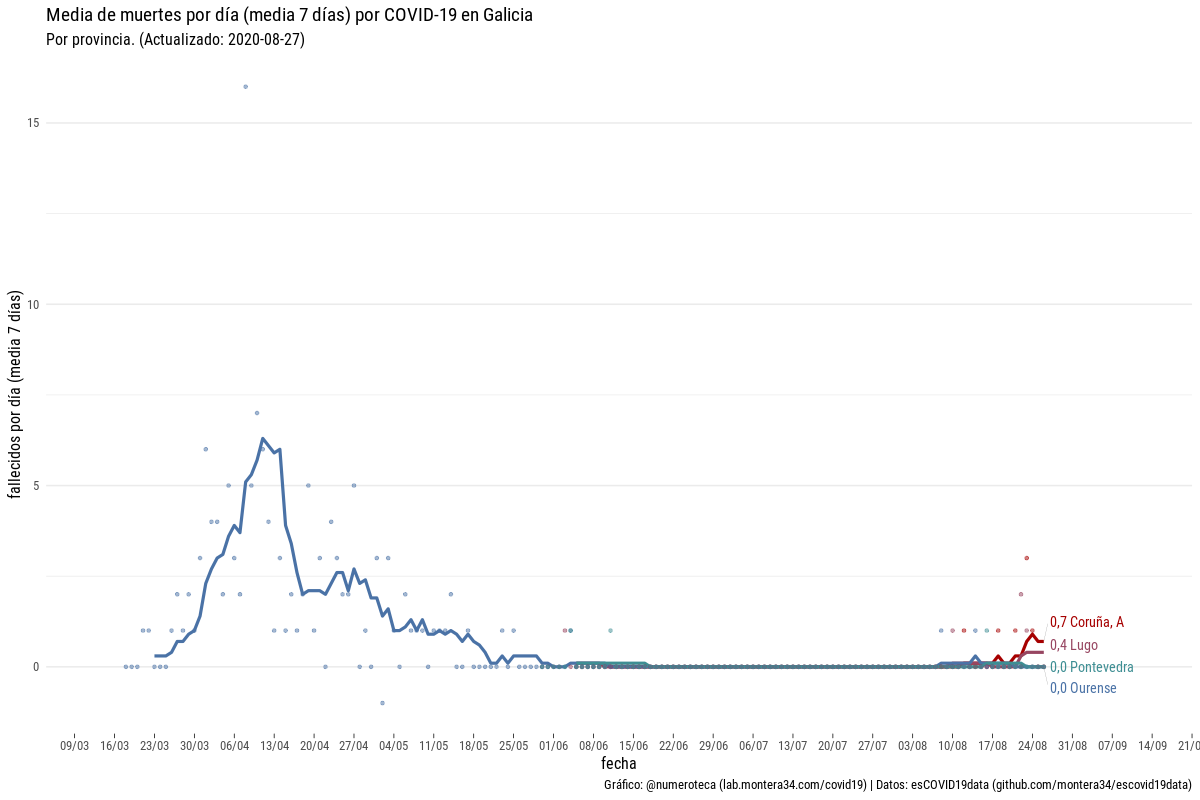 Media de muertes por día (media 7 días) por COVID-19 en Galicia
Por provincia. (Actualizado: 2020-08-27)
fallecidos por día (media 7 días)
15
10
5
0
0,7 Coruña, A
0,4 Lugo
0,0 Pontevedra
0,0 Ourense
09/03 16/03 23/03 30/03 06/04 13/04 20/04 27/04 04/05 11/05 18/05 25/05 01/06 08/06 15/06 22/06 29/06 06/07 13/07 20/07 27/07 03/08 10/08 17/08 24/08 31/08 07/09 14/09 21/0
fecha
Gráfico: @numeroteca (lab.montera34.com/covid19) | Datos: esCOVID19data (github.com/montera34/escovid19data)